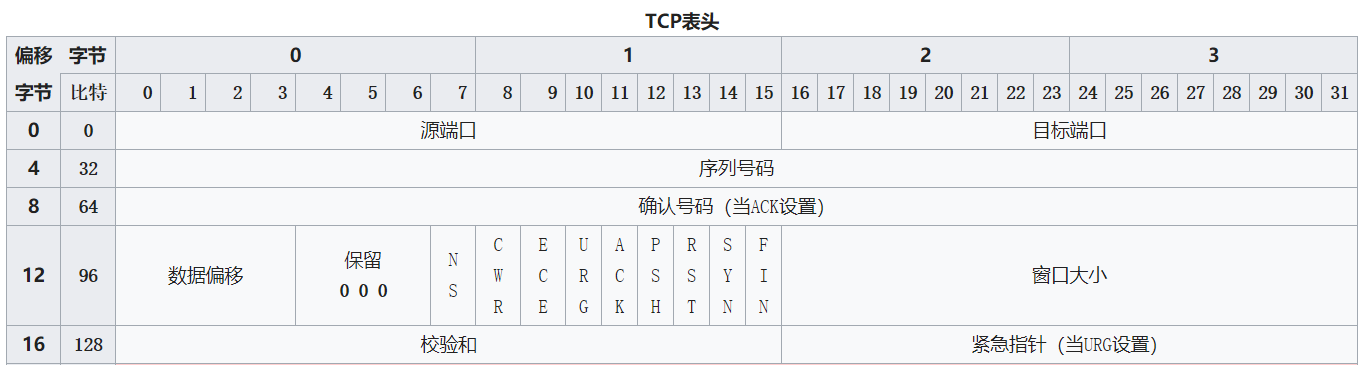 TCP表头
偏移 字节 0 1 2 3
字节 比特 0 1 2 3 4 5 6 7 8 9 10 11 12 13 14 15 16 17 18 19 20 21 22 23 24 25 26 27 28 29 30 31
0 0 源端口 目标端口
4 32 序列号码
8 64 确认号码（当ACK设置）
12 96 数据偏移 保留 0 0 0 NS CWR ECE URG ACK PSH RST SYN FIN 窗口大小
16 128 校验和 紧急指针（当URG设置）